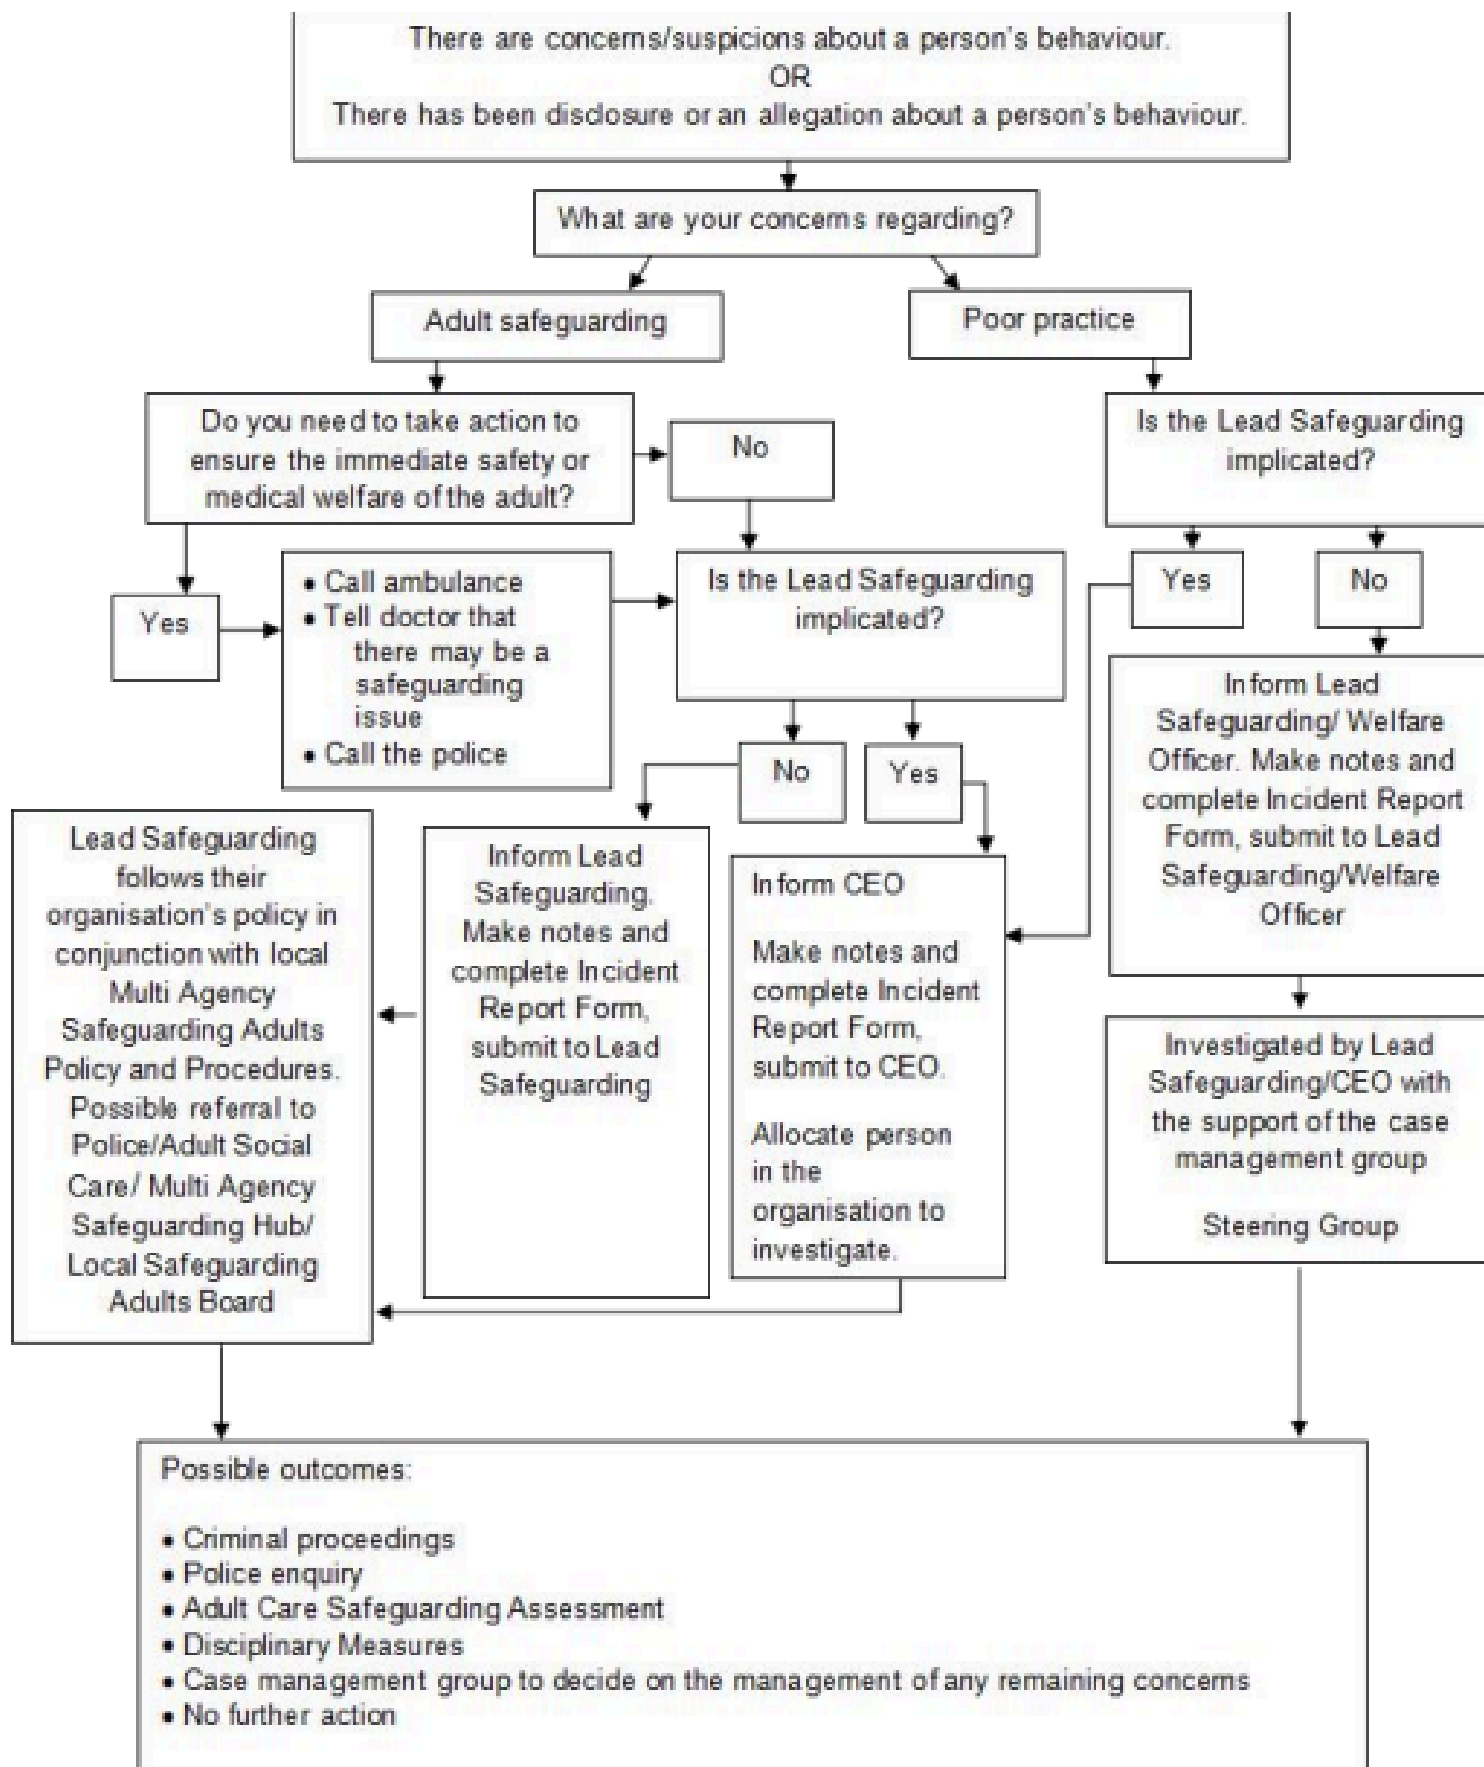 There are concerns/suspicions about a person's behaviour.
OR
There has been disclosure or an allegation about a person's behaviour.
What are your concerns regarding?
Adult safeguarding
Poor practice
Do you need to take action to
ensure the immediate safety or
medical welfare of the adult?
No
Is the Lead Safeguarding
implicated?
Yes
• Call ambulance
• Tell doctor that
there may be a
safeguarding
issue
• Call the police
Is the Lead Safeguarding
implicated?
Yes
No
No
Yes
Inform Lead
Safeguarding/ Welfare
Officer. Make notes and
complete Incident Report
Form, submit to Lead
Safeguarding/Welfare
Officer
Lead Safeguarding
follows their
organisation's policy in
conjunction with local
Multi Agency
Safeguarding Adults
Policy and Procedures.
Possible referral to
Police/Adult Social
Care/ Multi Agency
Safeguarding Hub/
Local Safeguarding
Adults Board
Inform Lead
Safeguarding.
Make notes and
complete Incident
Report Form,
submit to Lead
Safeguarding
Inform CEO
Make notes and
complete Incident
Report Form,
submit to CEO.
Allocate person
in the
organisation to
investigate.
Investigated by Lead
Safeguarding/CEO with
the support of the case
management group
Steering Group
Possible outcomes:
• Criminal proceedings
• Police enquiry
• Adult Care Safeguarding Assessment
• Disciplinary Measures
• Case management group to decide on the management of any remaining concerns
• No further action